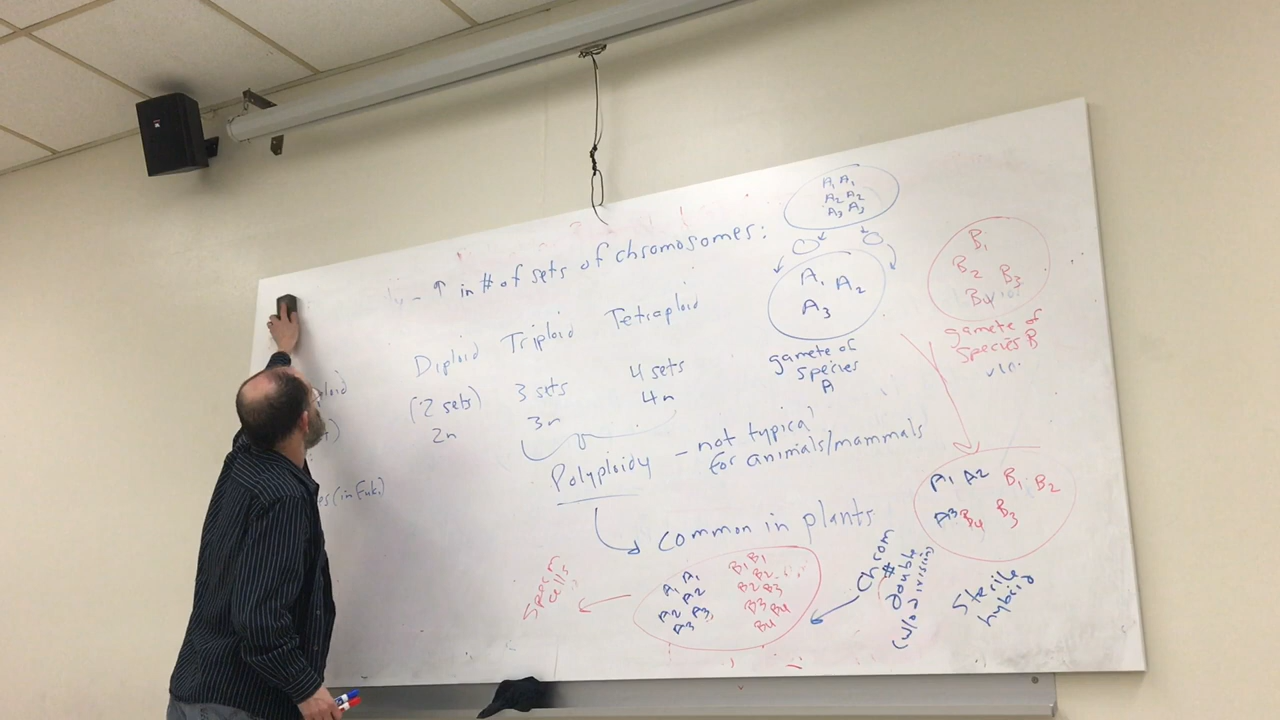 - ↑ in # of sets of chromosomes:
Diploid Triploid Tetraploid
(2 sets) 3 sets 4 sets
2n 3n 4n
Polyploidy - not typical
for animals/mammals
common in plants
A₁ A₁
A₂ A₂
A₃ A₃
A₁ A₂
A₃
gamete of
species
A
B₁
B₂ B₃
B4
gamete of
species B
A1 A2 B₁ B₂
A3 B4 B3
Sterile
hybrid
chrom
#
double
(w/o division)
A₁ A₁
A₂ A₂
A₃ A₃
B₁ B₁
B₂ B₂
B3 B3
B4 B4
Sperm
cells